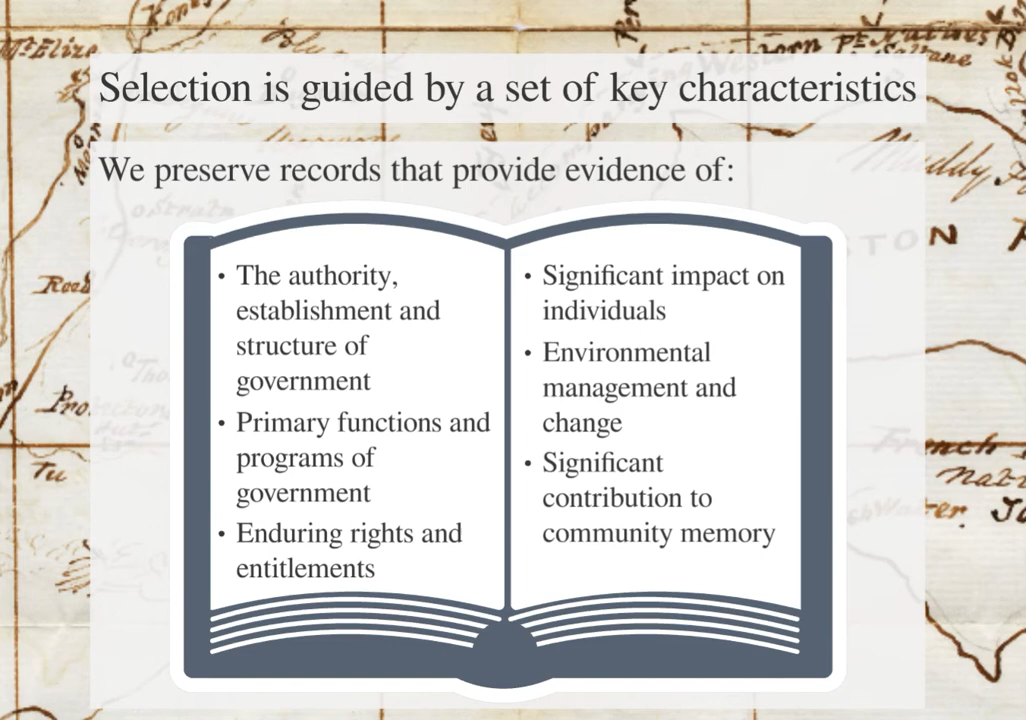 Selection is guided by a set of key characteristics
We preserve records that provide evidence of:
• The authority,
establishment and
structure of
government
• Primary functions and
programs of
government
• Enduring rights and
entitlements
• Significant impact on
individuals
• Environmental
management and
change
• Significant
contribution to
community memory
Muddy
Tu